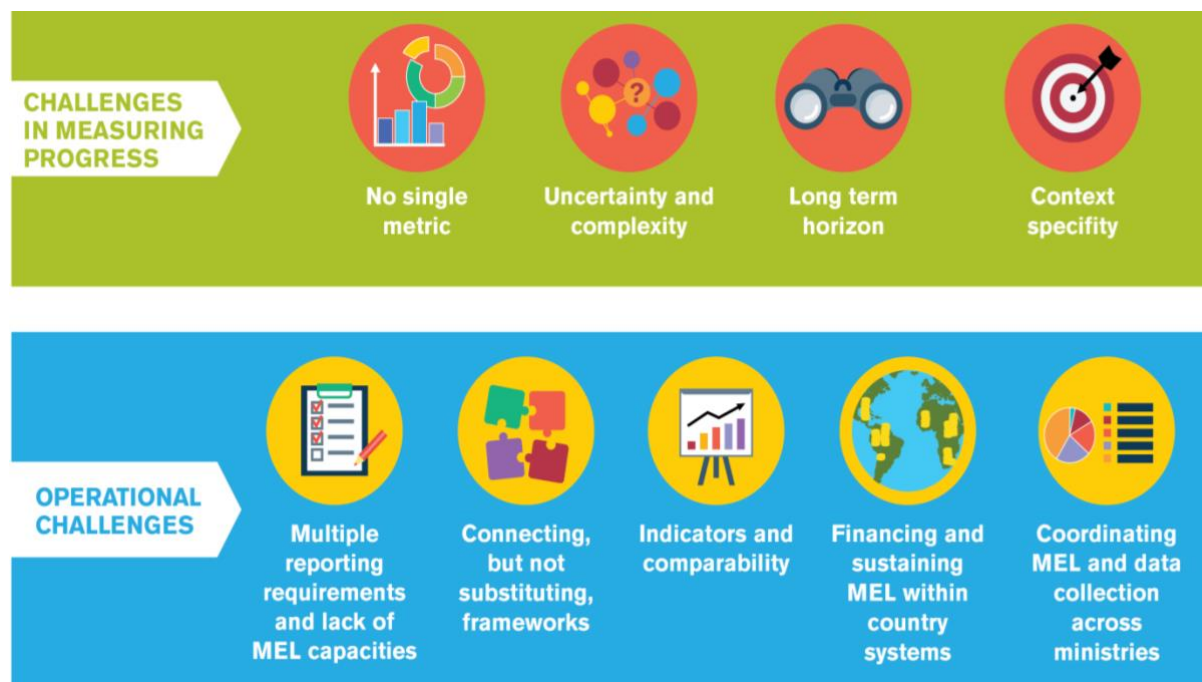 CHALLENGES
IN MEASURING
PROGRESS
No single
metric
Uncertainty and
complexity
?
Long term
horizon
Context
specifity
OPERATIONAL
CHALLENGES
Multiple
reporting
requirements
and lack of
MEL capacities
Connecting,
but not
substituting,
frameworks
Indicators and
comparability
Financing and
sustaining
MEL within
country
systems
Coordinating
MEL and data
collection
across
ministries